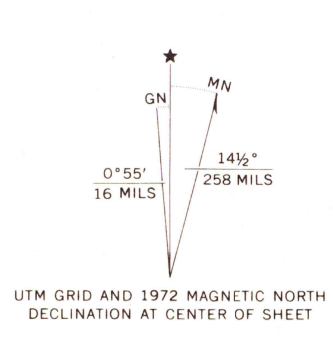 MN
GN
0°55'
16 MILS
14½°
258 MILS
UTM GRID AND 1972 MAGNETIC NORTH
DECLINATION AT CENTER OF SHEET